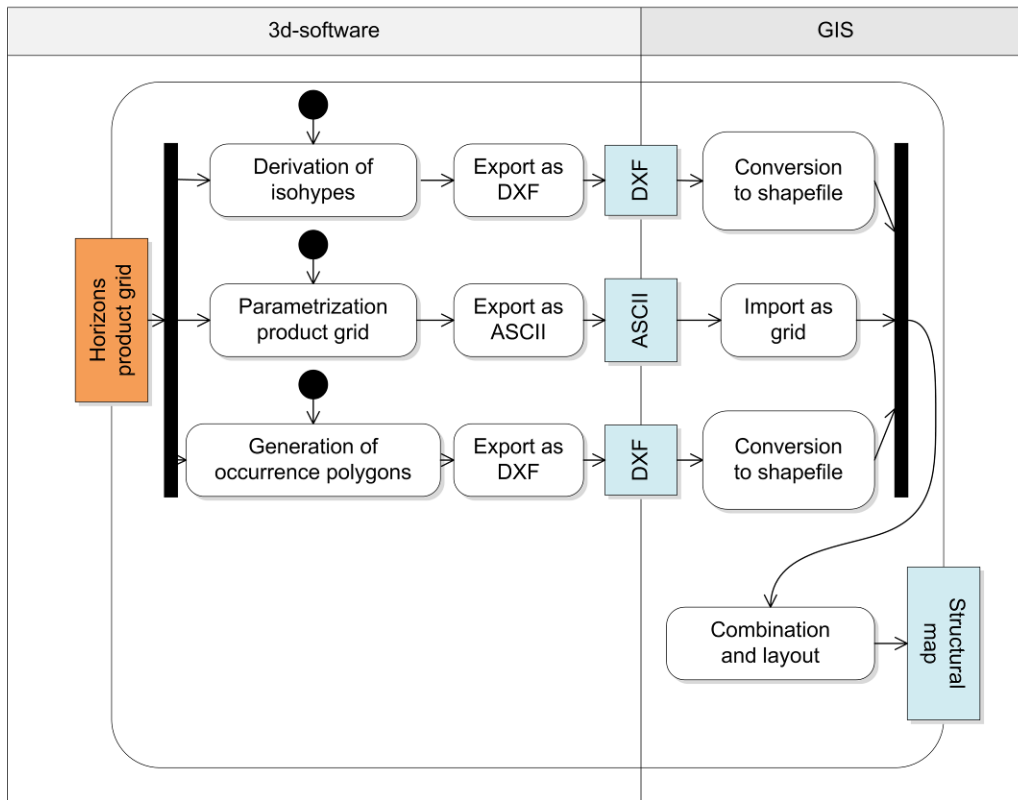 3d-software
GIS
Horizons
product grid
Derivation of
isohypes
Export as
DXF
DXF
Conversion
to shapefile
Parametrization
product grid
Export as
ASCII
ASCII
Import as
grid
Generation of
occurrence polygons
Export as
DXF
DXF
Conversion
to shapefile
Combination
and layout
Structural
map